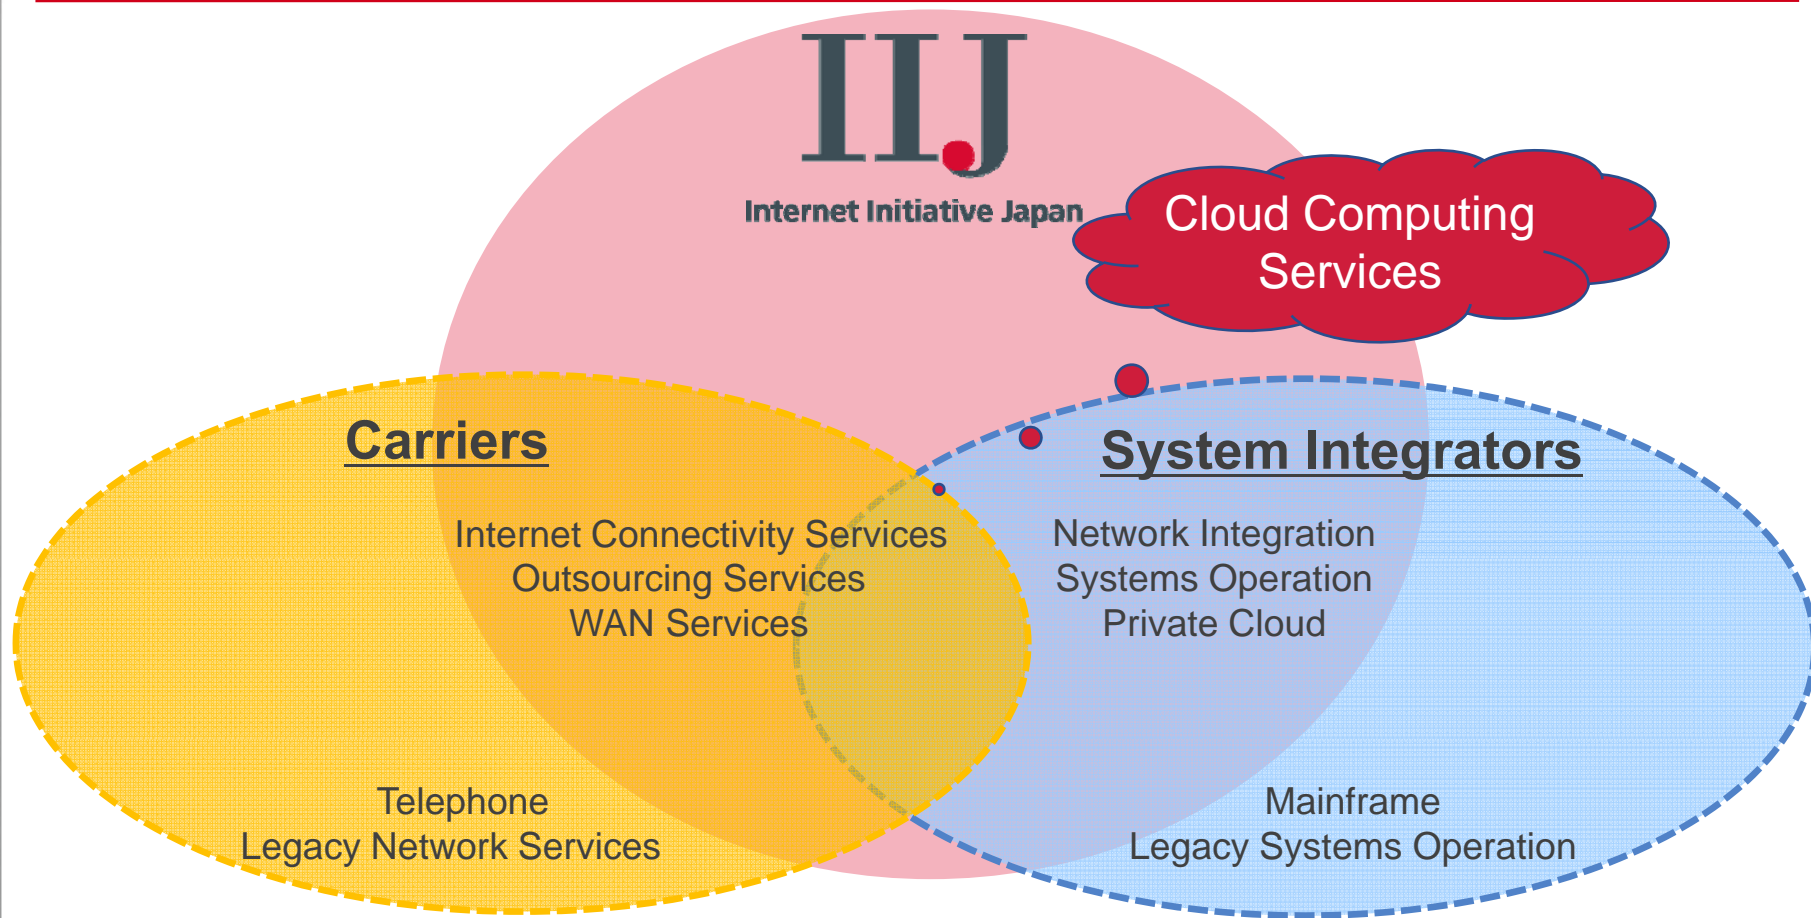 IIJ
Internet Initiative Japan
Cloud Computing
Services
Carriers
Internet Connectivity Services
Outsourcing Services
WAN Services
Telephone
Legacy Network Services
System Integrators
Network Integration
Systems Operation
Private Cloud
Mainframe
Legacy Systems Operation